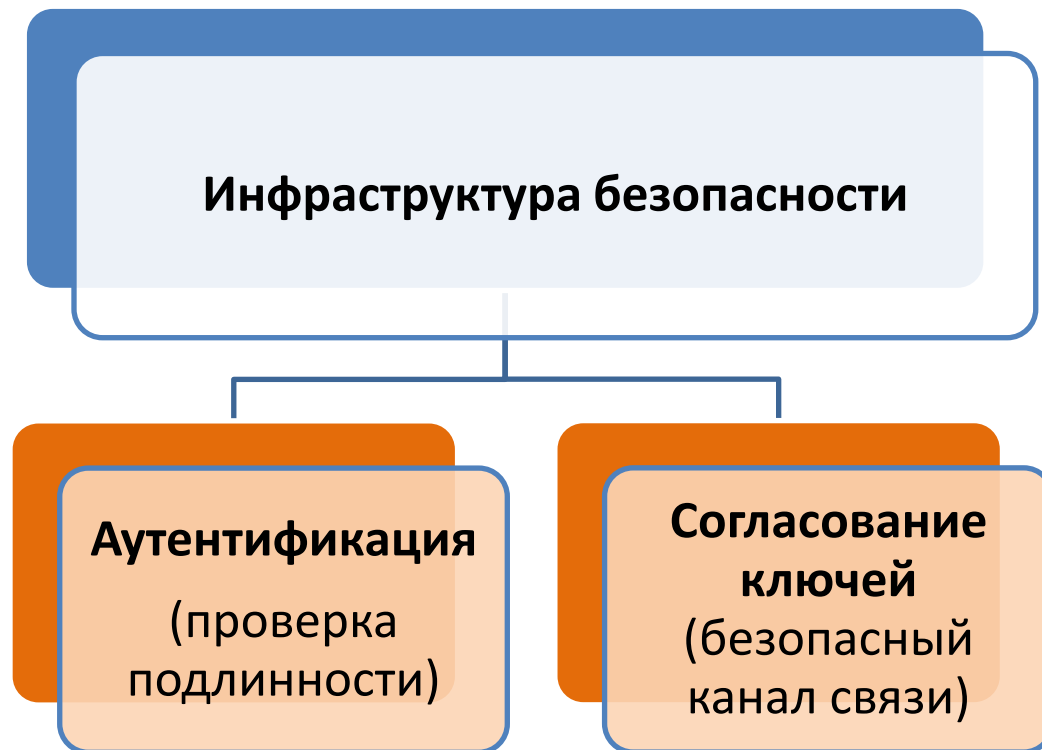 Инфраструктура безопасности
Аутентификация
(проверка
подлинности)
Согласование
ключей
(безопасный
канал связи)